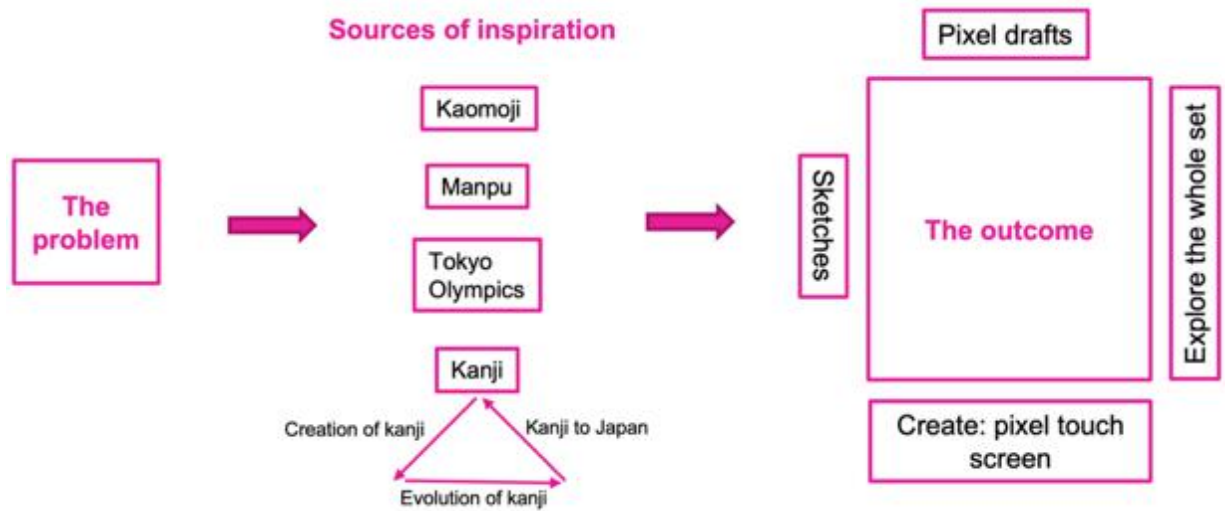 Sources of inspiration
The
problem
Kaomoji
Manpu
Tokyo
Olympics
Kanji
Creation of kanji
Kanji to Japan
Evolution of kanji
Pixel drafts
Sketches
The outcome
Explore the whole set
Create: pixel touch
screen